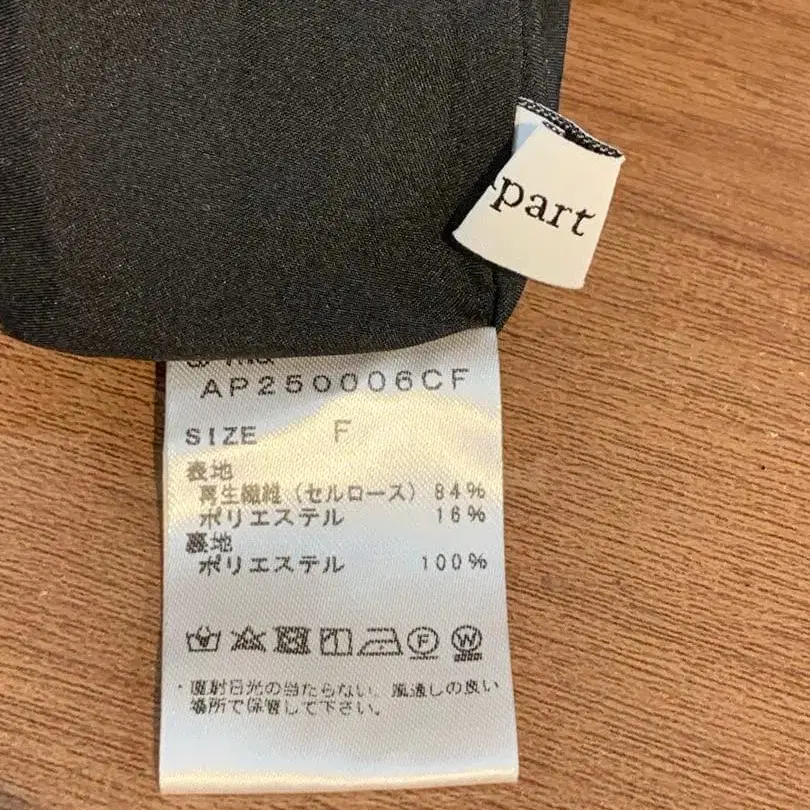 part
AP250006CF
SIZE F
表地
再生繊維(セルロース) 84%
ポリエステル 16%
裏地
ポリエステル 100%
F W
・直射日光の当たらない、風通しの良い
場所で保管して下さい。